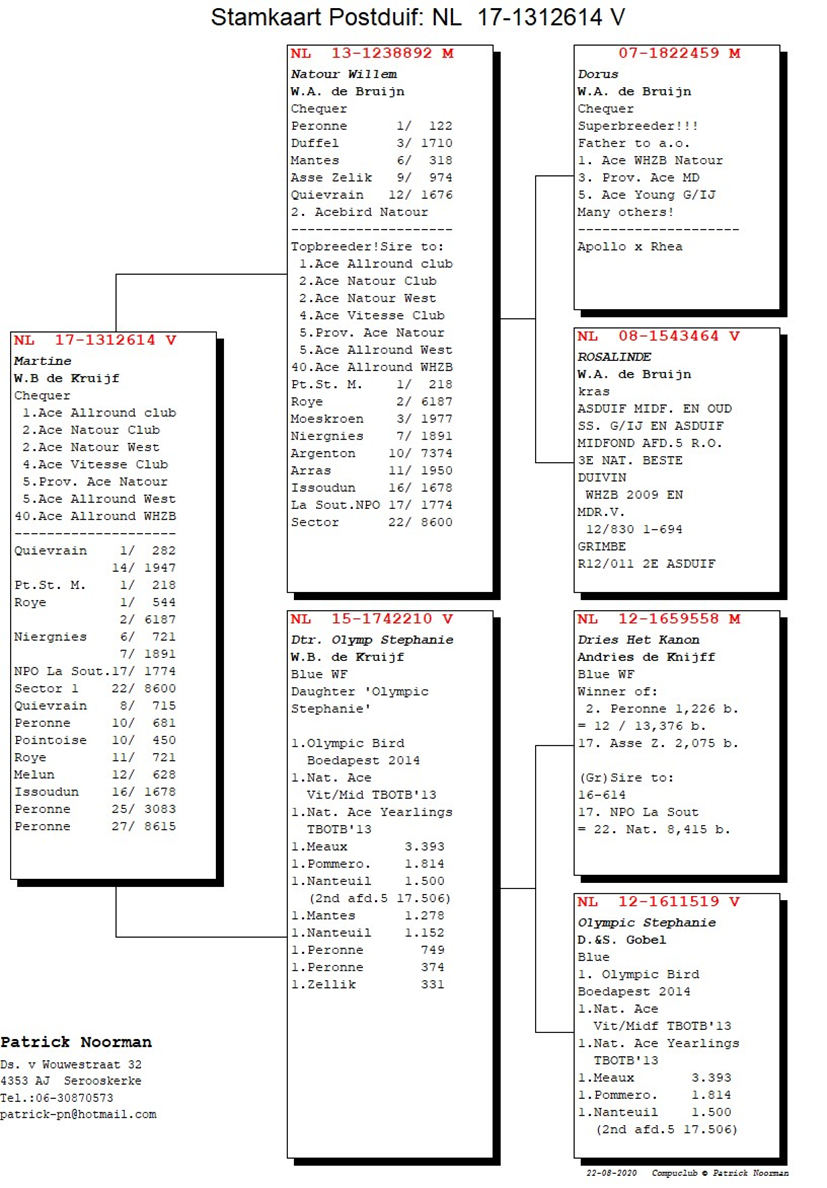 Stamkaart Postduif: NL 17-1312614 V
NL 17-1312614 V
Martine
W.B de Kruijf
Chequer
1.Ace Allround club
2.Ace Natour Club
2.Ace Natour West
4.Ace Vitesse Club
5.Prov. Ace Natour
5.Ace Allround West
40.Ace Allround WHZB
--------------------
Quievrain 1/ 282
14/ 1947
Pt.St. M. 1/ 218
Roye 1/ 544
2/ 6187
Niergnies 6/ 721
7/ 1891
NPO La Sout.17/ 1774
Sector 1 22/ 8600
Quievrain 8/ 715
Peronne 10/ 681
Pointoise 10/ 450
Roye 11/ 721
Melun 12/ 628
Issoudun 16/ 1678
Peronne 25/ 3083
Peronne 27/ 8615
NL 13-1238892 M
Natour Willem
W.A. de Bruijn
Chequer
Peronne 1/ 122
Duffel 3/ 1710
Mantes 6/ 318
Asse Zelik 9/ 974
Quievrain 12/ 1676
2. Acebird Natour
--------------------
Topbreeder!Sire to:
1.Ace Allround club
2.Ace Natour Club
2.Ace Natour West
4.Ace Vitesse Club
5.Prov. Ace Natour
5.Ace Allround West
40.Ace Allround WHZB
Pt.St. M. 1/ 218
Roye 2/ 6187
Moeskroen 3/ 1977
Niergnies 7/ 1891
Argenton 10/ 7374
Arras 11/ 1950
Issoudun 16/ 1678
La Sout.NPO 17/ 1774
Sector 22/ 8600
NL 15-1742210 V
Dtr. Olymp Stephanie
W.B. de Kruijf
Blue WF
Daughter 'Olympic
Stephanie'
1.Olympic Bird
Boedapest 2014
1.Nat. Ace
Vit/Mid TBOTB'13
1.Nat. Ace Yearlings
TBOTB'13
1.Meaux 3.393
1.Pommero. 1.814
1.Nanteuil 1.500
(2nd afd.5 17.506)
1.Mantes 1.278
1.Nanteuil 1.152
1.Peronne 749
1.Peronne 374
1.Zellik 331
07-1822459 M
Dorus
W.A. de Bruijn
Chequer
Superbreeder!!!
Father to a.o.
1. Ace WHZB Natour
3. Prov. Ace MD
5. Ace Young G/IJ
Many others!
--------------------
Apollo x Rhea
NL 08-1543464 V
ROSALINDE
W.A. de Bruijn
kras
ASDUIF MIDF. EN OUD
SS. G/IJ EN ASDUIF
MIDFOND AFD.5 R.O.
3E NAT. BESTE
DUIVIN
WHZB 2009 EN
MDR.V.
12/830 1-694
GRIMBE
R12/011 2E ASDUIF
NL 12-1659558 M
Dries Het Kanon
Andries de Knijff
Blue WF
Winner of:
2. Peronne 1,226 b.
= 12 / 13,376 b.
17. Asse Z. 2,075 b.
(Gr)Sire to:
16-614
17. NPO La Sout
= 22. Nat. 8,415 b.
NL 12-1611519 V
Olympic Stephanie
D.&S. Gobel
Blue
1. Olympic Bird
Boedapest 2014
1.Nat. Ace
Vit/Midf TBOTB'13
1.Nat. Ace Yearlings
TBOTB'13
1.Meaux 3.393
1.Pommero. 1.814
1.Nanteuil 1.500
(2nd afd.5 17.506)
Patrick Noorman
Ds. v Wouwestraat 32
4353 AJ Serooskerke
Tel.:06-30870573
patrick-pn@hotmail.com
22-08-2020 Compuclub © Patrick Noorman